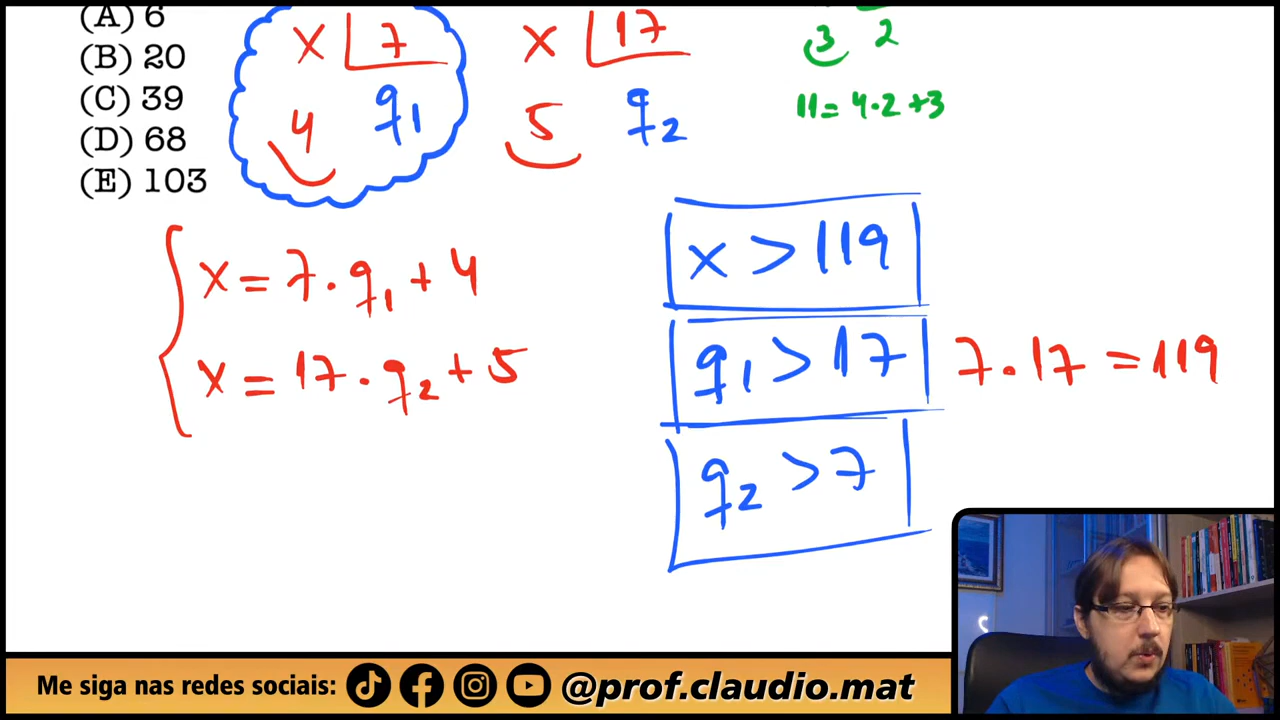 (A) 6
(B) 20
(C) 39
(D) 68
(E) 103
x 7
4 q₁
x 17
5 q₂
3 2
11 = 4·2+3
x = 7·q₁+4
x = 17·q₂+5
x > 119
q₁ > 17
7·17 = 119
q₂ > 7
Me siga nas redes sociais:
@prof.claudio.mat